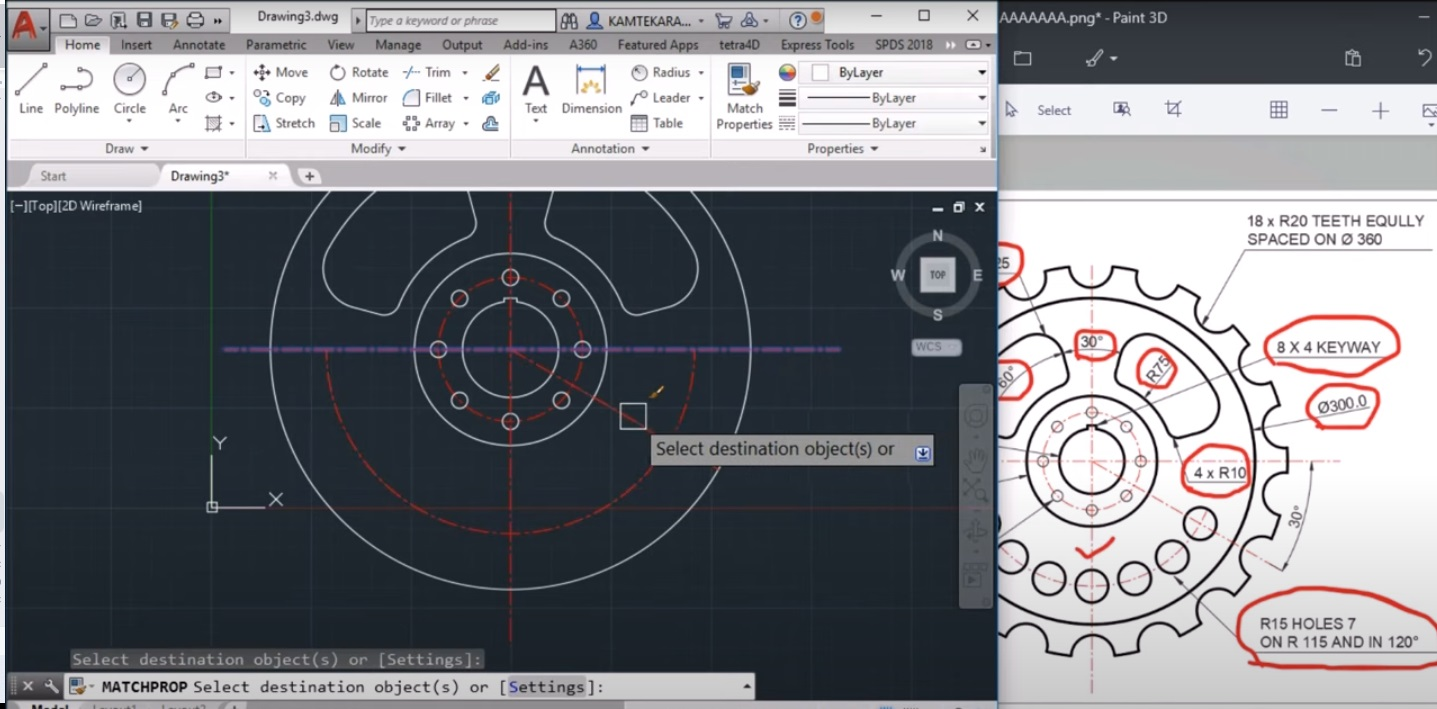 Drawing3.dwg
Type a keyword or phrase
KAMTEKARA...
AAAAAAA.png* - Paint 3D
Home Insert Annotate Parametric View Manage Output Add-ins A360 Featured Apps tetra4D Express Tools SPDS 2018
Line Polyline Circle Arc
Move Rotate Trim
Copy Mirror Fillet
Stretch Scale Array
Text Dimension
Radius
Leader
Table
Match
Properties
ByLayer
ByLayer
ByLayer
Draw Modify Annotation Properties
Select
Start Drawing3* +
[−][Top][2D Wireframe]
N
W TOP E
S
WCS
Y
X
Select destination object(s) or
Select destination object(s) or [Settings]:
MATCHPROP Select destination object(s) or [Settings]:
Model Layout1 Layout2 +
18 x R20 TEETH EQULLY
SPACED ON Ø 360
25
30°
60°
R75
8 X 4 KEYWAY
Ø300.0
4 x R10
30°
R15 HOLES 7
ON R 115 AND IN 120°